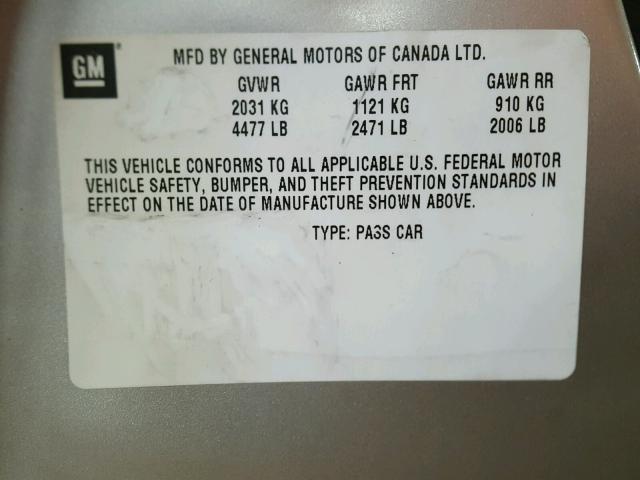 GM MFD BY GENERAL MOTORS OF CANADA LTD.
GVWR GAWR FRT GAWR RR
2031 KG 1121 KG 910 KG
4477 LB 2471 LB 2006 LB
THIS VEHICLE CONFORMS TO ALL APPLICABLE U.S. FEDERAL MOTOR
VEHICLE SAFETY, BUMPER, AND THEFT PREVENTION STANDARDS IN
EFFECT ON THE DATE OF MANUFACTURE SHOWN ABOVE.
TYPE: PASS CAR